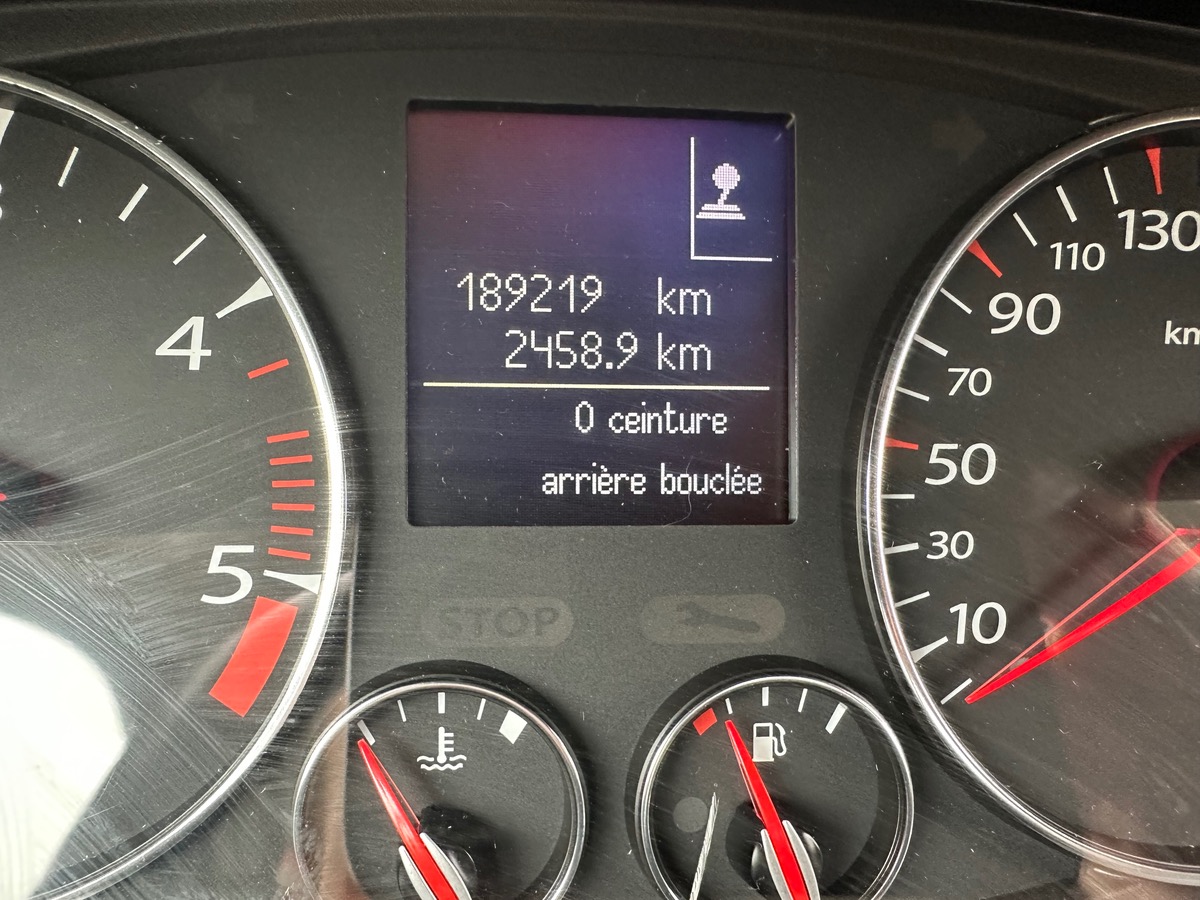 189219 km
2458.9 km
0 ceinture
arrière bouclée
STOP
4
5
130
110
90
km
70
50
30
10